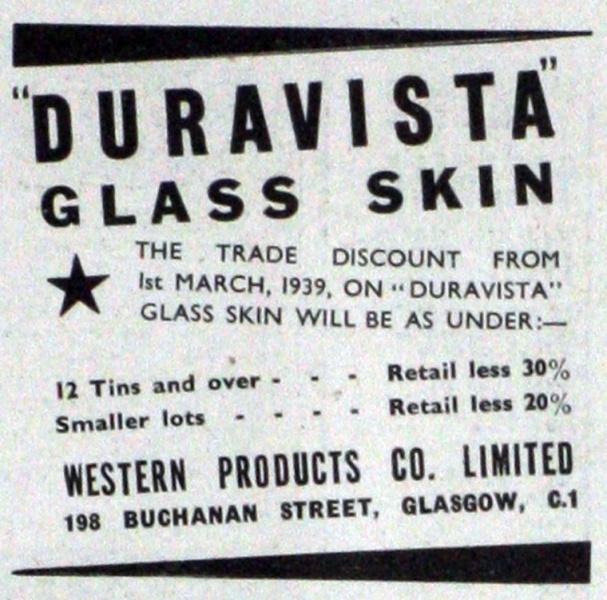 "DURAVISTA"
GLASS SKIN
THE TRADE DISCOUNT FROM
1st MARCH, 1939, ON "DURAVISTA"
GLASS SKIN WILL BE AS UNDER:—
12 Tins and over - - - Retail less 30%
Smaller lots - - - - Retail less 20%
WESTERN PRODUCTS CO. LIMITED
198 BUCHANAN STREET, GLASGOW, C.1